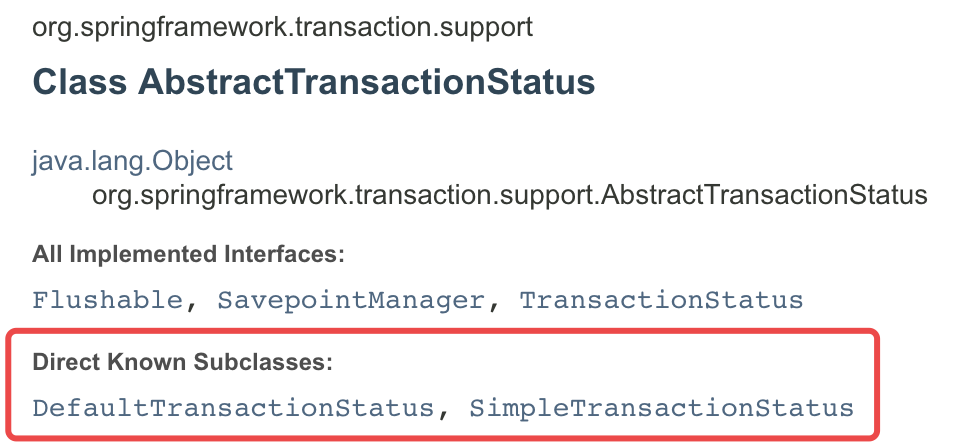 org.springframework.transaction.support
Class AbstractTransactionStatus
java.lang.Object
org.springframework.transaction.support.AbstractTransactionStatus
All Implemented Interfaces:
Flushable, SavepointManager, TransactionStatus
Direct Known Subclasses:
DefaultTransactionStatus, SimpleTransactionStatus